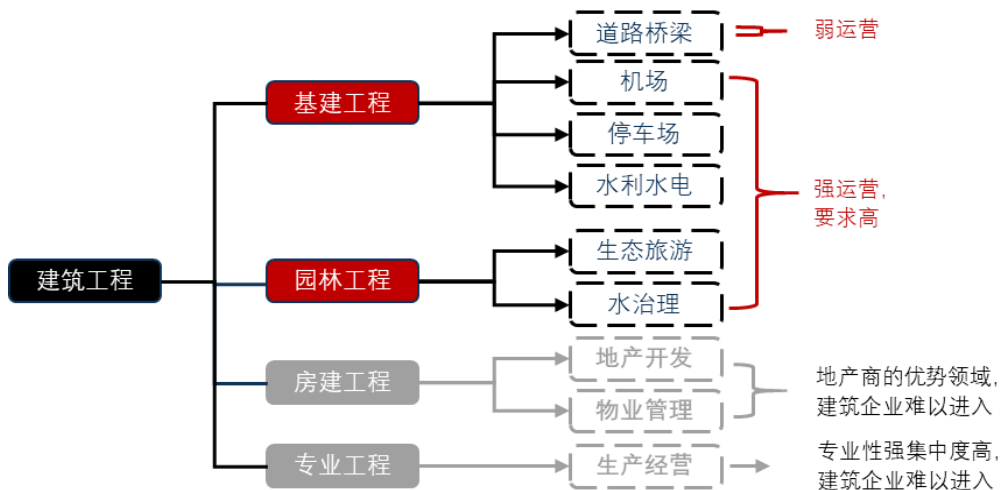 道路桥梁
弱运营
机场
基建工程
停车场
水利水电
强运营，
要求高
生态旅游
建筑工程
园林工程
水治理
地产开发
地产商的优势领域，
房建工程
建筑企业难以进入
物业管理
专业性强集中度高，
专业工程
生产经营
建筑企业难以进入